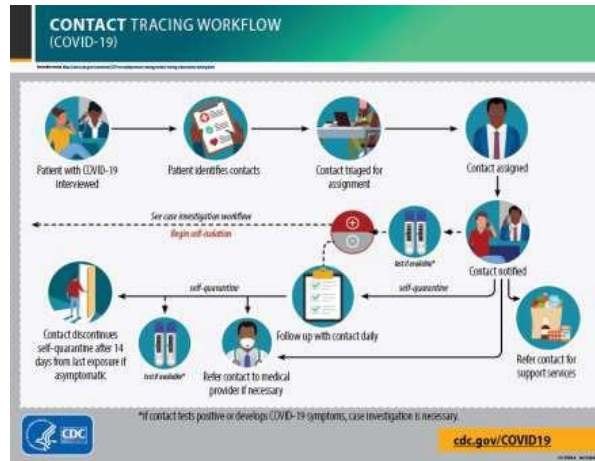 CONTACT TRACING WORKFLOW
(COVID-19)
Patient with COVID-19
interviewed
Patient identifies contacts
Contact triaged for
assignment
Contact assigned
See case investigation workflow
Begin self-isolation
test if available*
Contact notified
self-quarantine
self-quarantine
Contact discontinues
self-quarantine after 14
days from last exposure if
asymptomatic.
test if available*
Refer contact to medical
provider if necessary
Follow up with contact daily
Refer contact for
support services
*If contact tests positive or develops COVID-19 symptoms, case investigation is necessary.
CDC
cdc.gov/COVID19